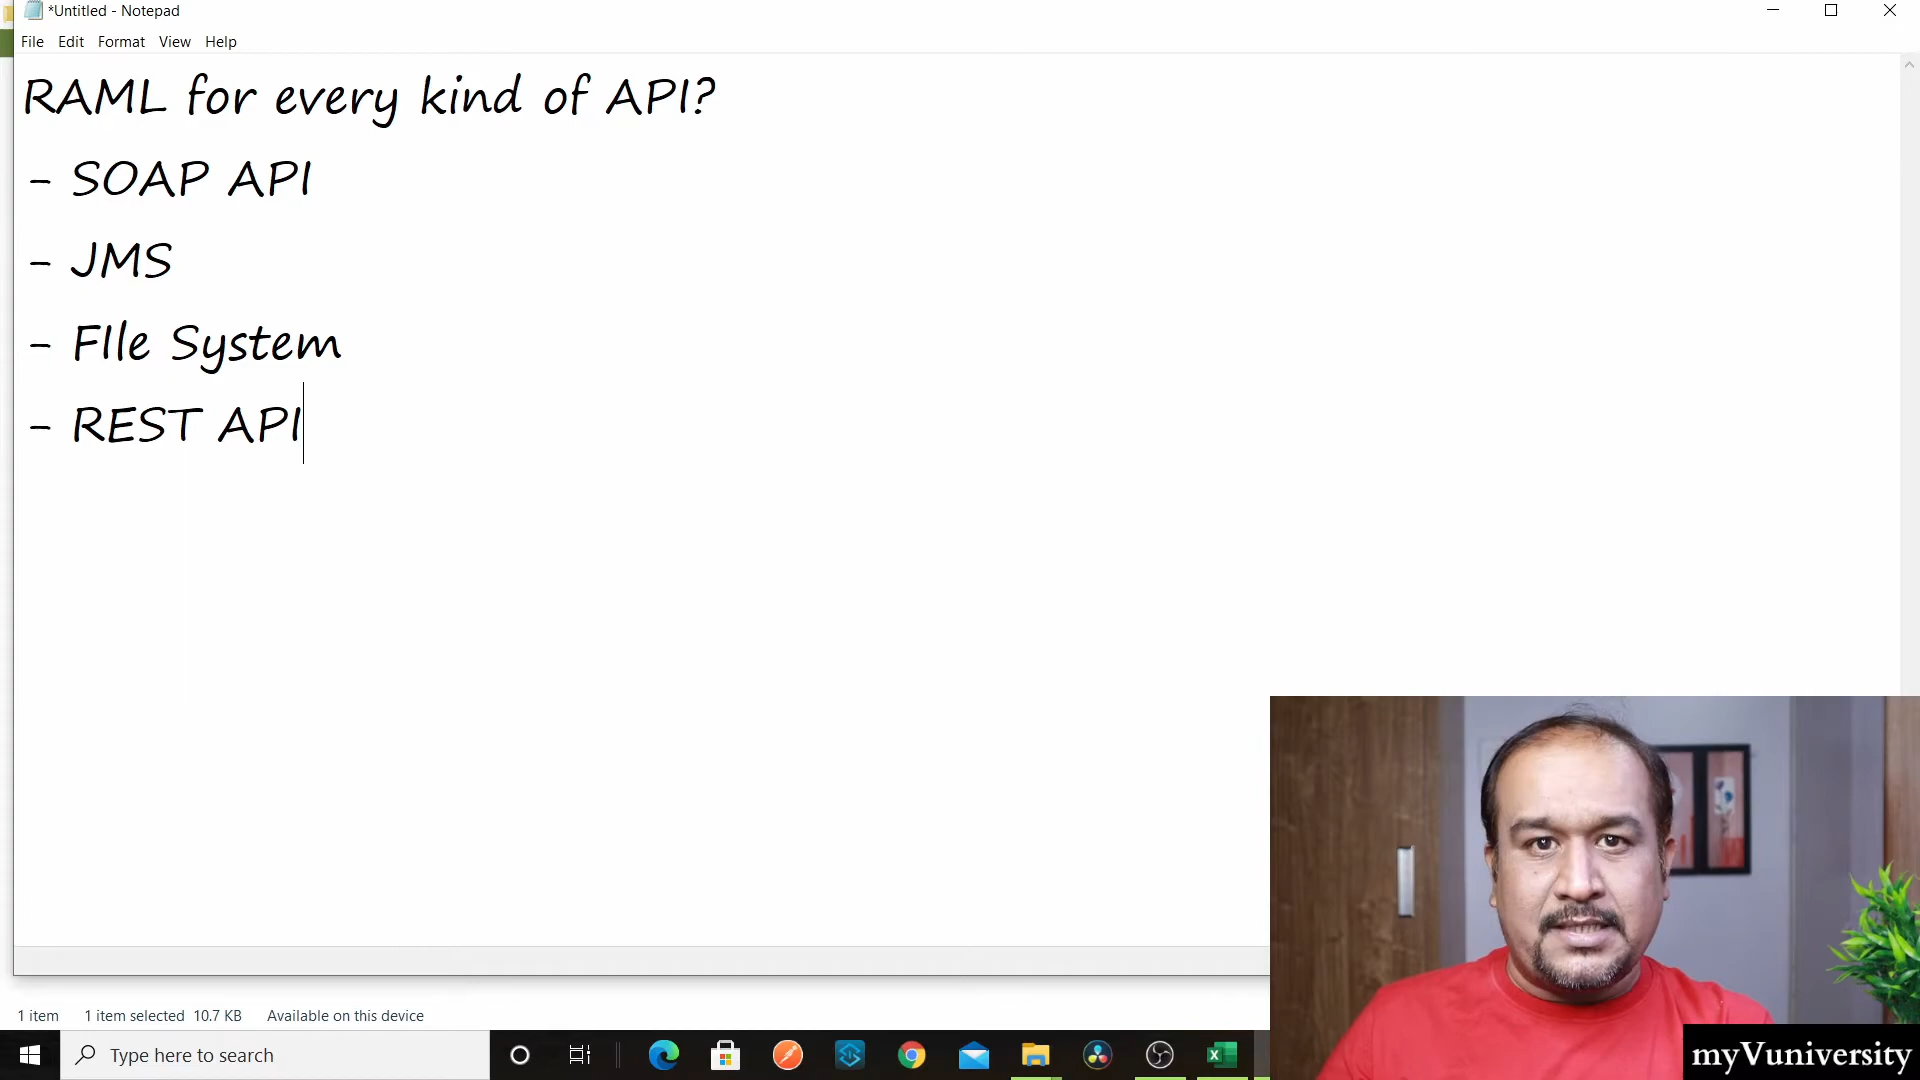 *Untitled - Notepad
File Edit Format View Help
RAML for every kind of API?
- SOAP API
- JMS
- FIle System
- REST API
1 item 1 item selected 10.7 KB Available on this device
Type here to search
myVuniversity